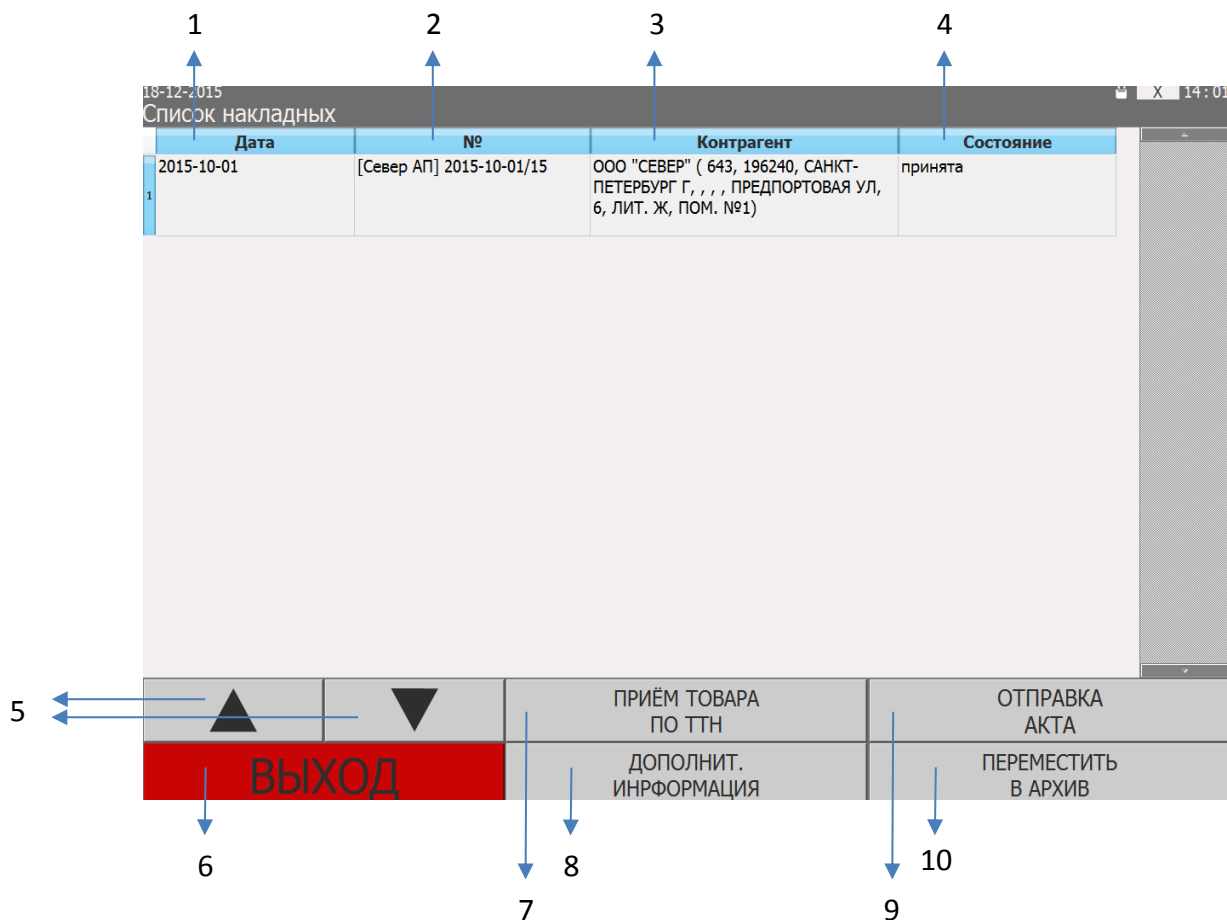 1 2 3 4
18-12-2015 X 14:01
Список накладных
Дата № Контрагент Состояние
1 2015-10-01 [Север АП] 2015-10-01/15 ООО "СЕВЕР" ( 643, 196240, САНКТ- принята
ПЕТЕРБУРГ Г, , , , ПРЕДПОРТОВАЯ УЛ,
6, ЛИТ. Ж, ПОМ. №1)
5
ПРИЁМ ТОВАРА
ПО ТТН
ОТПРАВКА
АКТА
ВЫХОД
ДОПОЛНИТ.
ИНРФОРМАЦИЯ
ПЕРЕМЕСТИТЬ
В АРХИВ
6 8 10
7 9